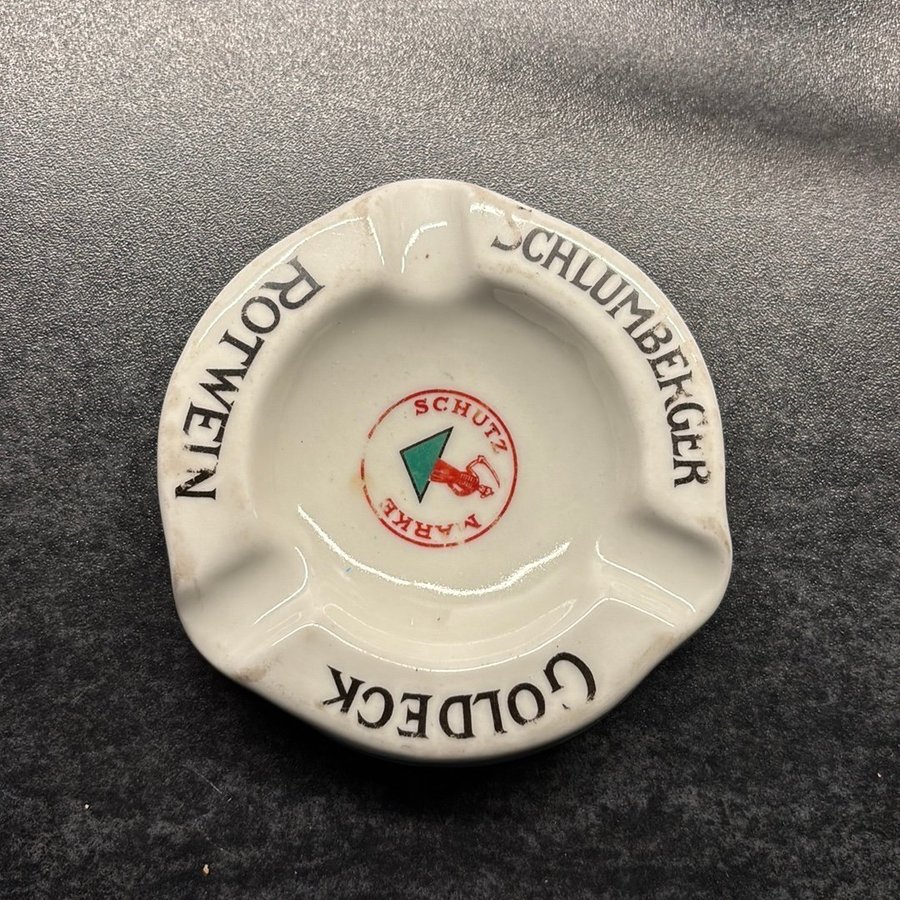 SCHLUMBERGER
GOLDECK
ROTWEIN
SCHUTZ
MARKE